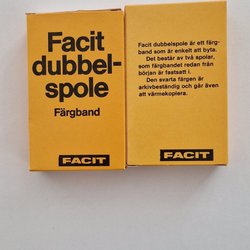 Facit
dubbel-
spole
Färgband
FACIT
Facit dubbelspole är ett färg-
band som är enkelt att byta.
Det består av två spolar,
som färgbandet redan från
början är fastsatt i.
Den svarta färgen är
arkivbeständig och går även
att värmekopiera.
FACIT